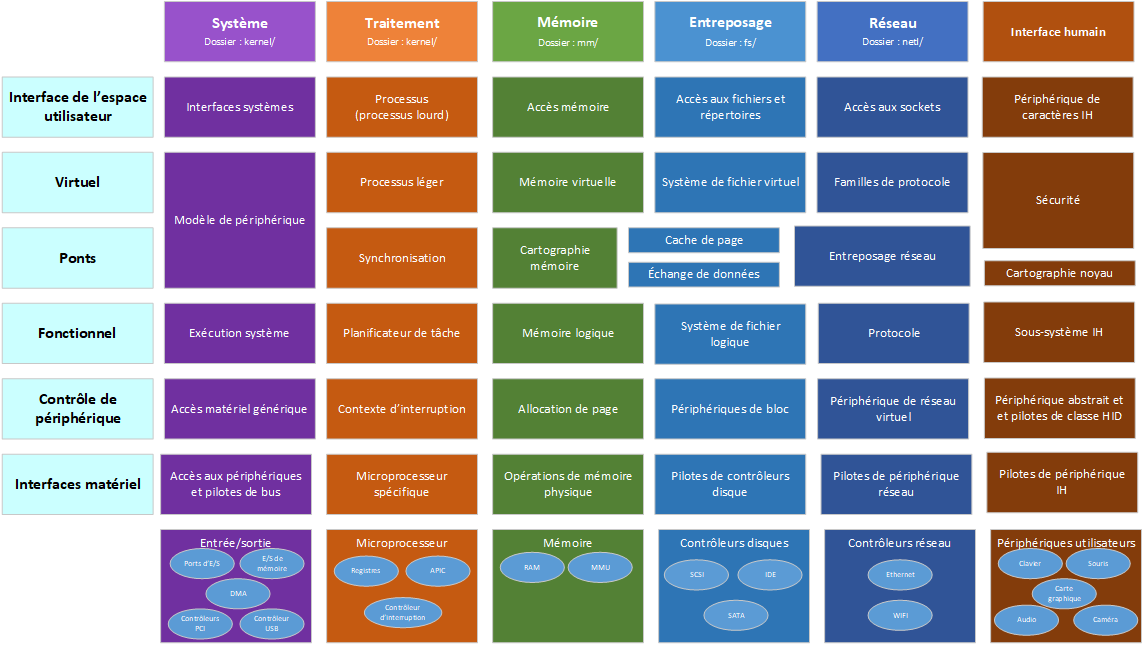 Système
Dossier : kernel/
Traitement
Dossier : kernel/
Mémoire
Dossier : mm/
Entreposage
Dossier : fs/
Réseau
Dossier : netl/
Interface humain
Interface de l’espace
utilisateur
Interfaces systèmes
Processus
(processus lourd)
Accès mémoire
Accès aux fichiers et
répertoires
Accès aux sockets
Périphérique de
caractères IH
Virtuel
Modèle de périphérique
Processus léger
Mémoire virtuelle
Système de fichier virtuel
Familles de protocole
Sécurité
Ponts
Synchronisation
Cartographie
mémoire
Cache de page
Échange de données
Entreposage réseau
Cartographie noyau
Fonctionnel
Exécution système
Planificateur de tâche
Mémoire logique
Système de fichier
logique
Protocole
Sous-système IH
Contrôle de
périphérique
Accès matériel générique
Contexte d’interruption
Allocation de page
Périphériques de bloc
Périphérique de réseau
virtuel
Périphérique abstrait et
et pilotes de classe HID
Interfaces matériel
Accès aux périphériques
et pilotes de bus
Microprocesseur
spécifique
Opérations de mémoire
physique
Pilotes de contrôleurs
disque
Pilotes de périphérique
réseau
Pilotes de périphérique
IH
Entrée/sortie
Ports d’E/S
E/S de
mémoire
DMA
Contrôleurs
PCI
Contrôleur
USB
Microprocesseur
Registres
APIC
Contrôleur
d’interruption
Mémoire
RAM
MMU
Contrôleurs disques
SCSI
IDE
SATA
Contrôleurs réseau
Ethernet
WIFI
Périphériques utilisateurs
Clavier
Souris
Carte
graphique
Audio
Caméra